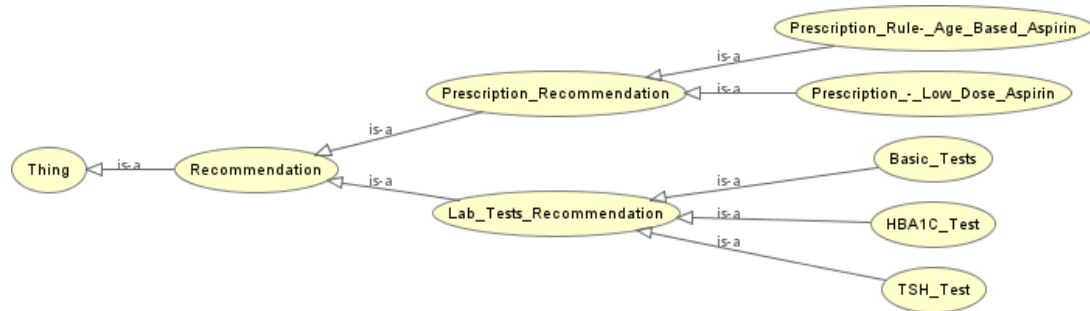 Prescription_Rule-_Age_Based_Aspirin
is-a
Prescription_Recommendation
is-a
Prescription_-_Low_Dose_Aspirin
is-a
Thing
is-a
Recommendation
is-a
Lab_Tests_Recommendation
is-a
Basic_Tests
is-a
HBA1C_Test
is-a
TSH_Test